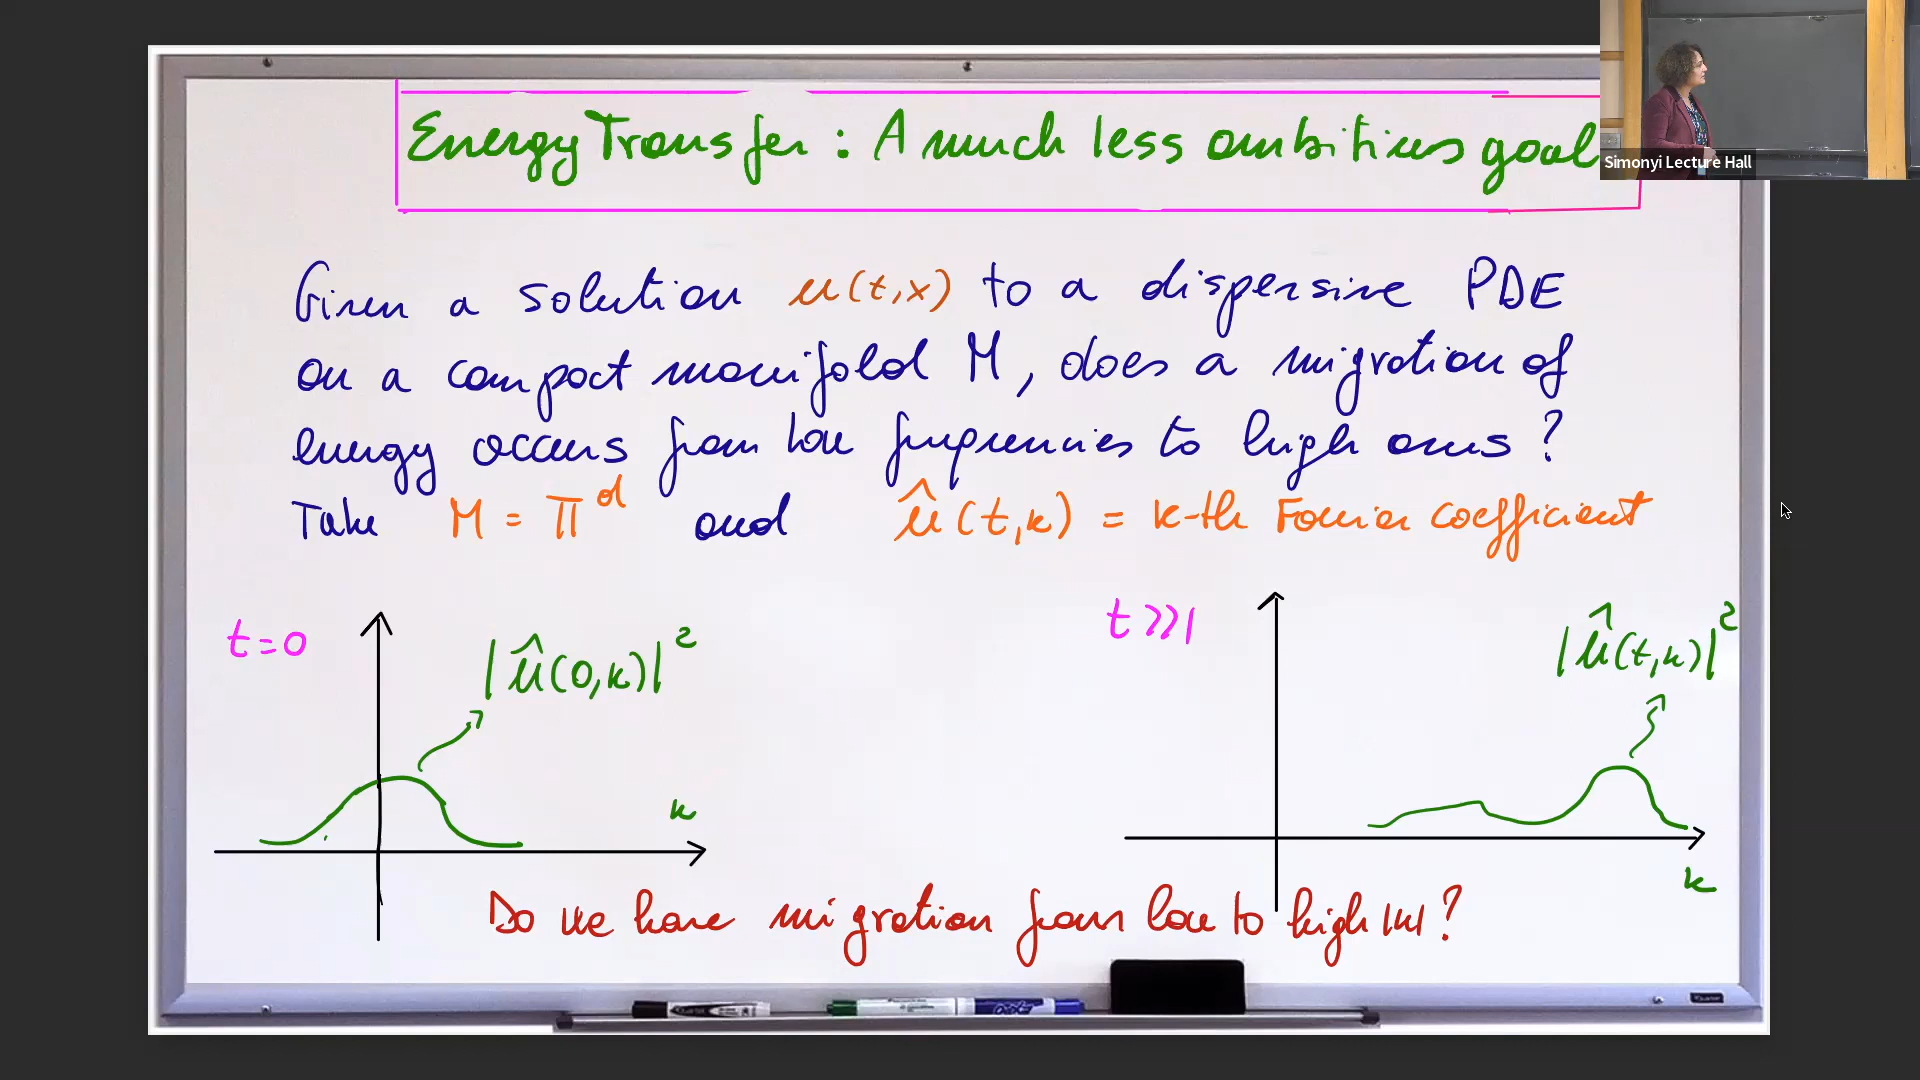 Energy Transfer : A much less ambitious goal
Simonyi Lecture Hall
Given a solution u(t,x) to a dispersive PDE
on a compact manifold M, does a migration of
energy occurs from low frequencies to high ones?
Take M = 𝕋^d and û(t,k) = k-th Fourier coefficient
t=0
|û(0,k)|²
k
t>>1
|û(t,k)|²
k
Do we have migration from low to high |k|?